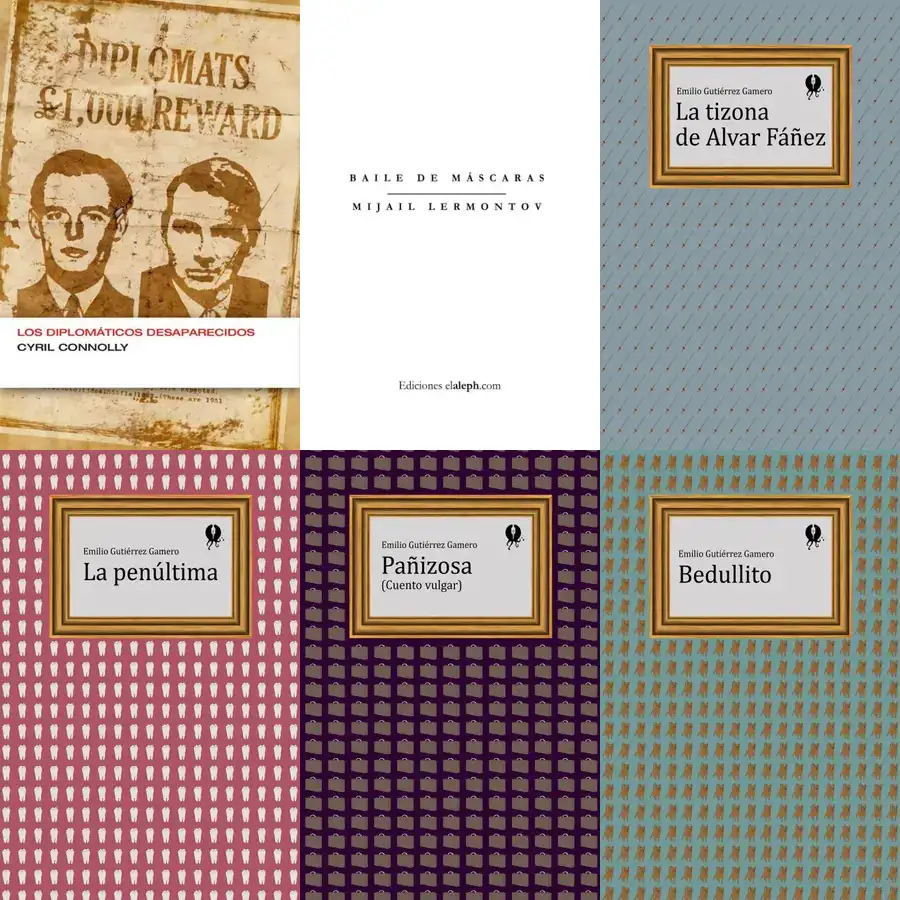 DIPLOMATS
£1,000 REWARD
LOS DIPLOMÁTICOS DESAPARECIDOS
CYRIL CONNOLLY
BAILE DE MÁSCARAS
MIJAIL LERMONTOV
Ediciones elaleph.com
Emilio Gutiérrez Gamero
La tizona
de Alvar Fáñez
Emilio Gutiérrez Gamero
La penúltima
Emilio Gutiérrez Gamero
Pañizosa
(Cuento vulgar)
Emilio Gutiérrez Gamero
Bedullito